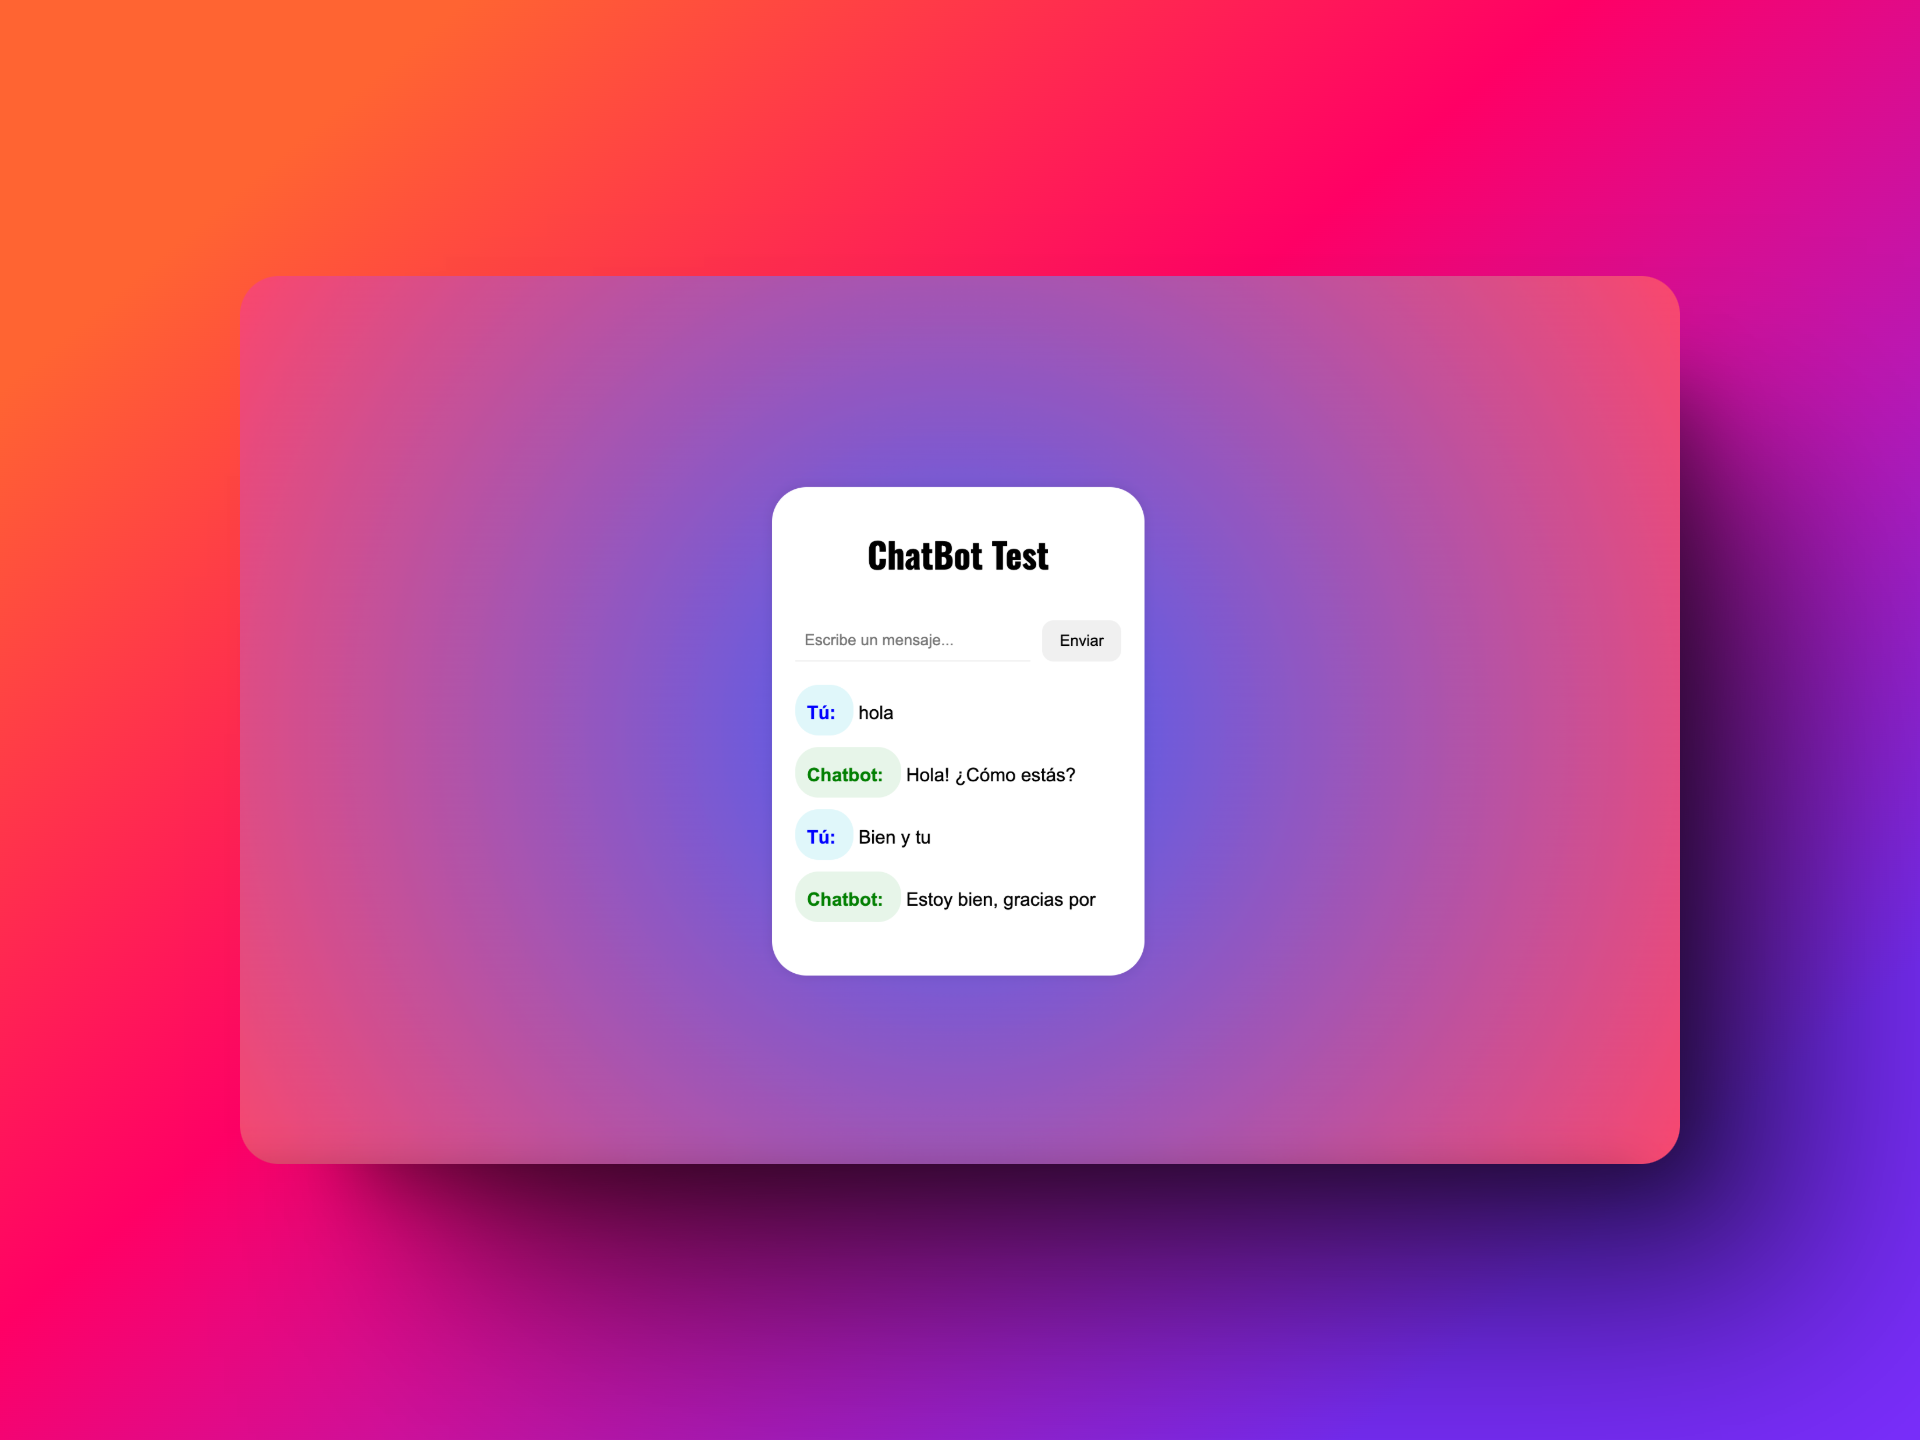 ChatBot Test
Escribe un mensaje... Enviar
Tú: hola
Chatbot: Hola! ¿Cómo estás?
Tú: Bien y tu
Chatbot: Estoy bien, gracias por